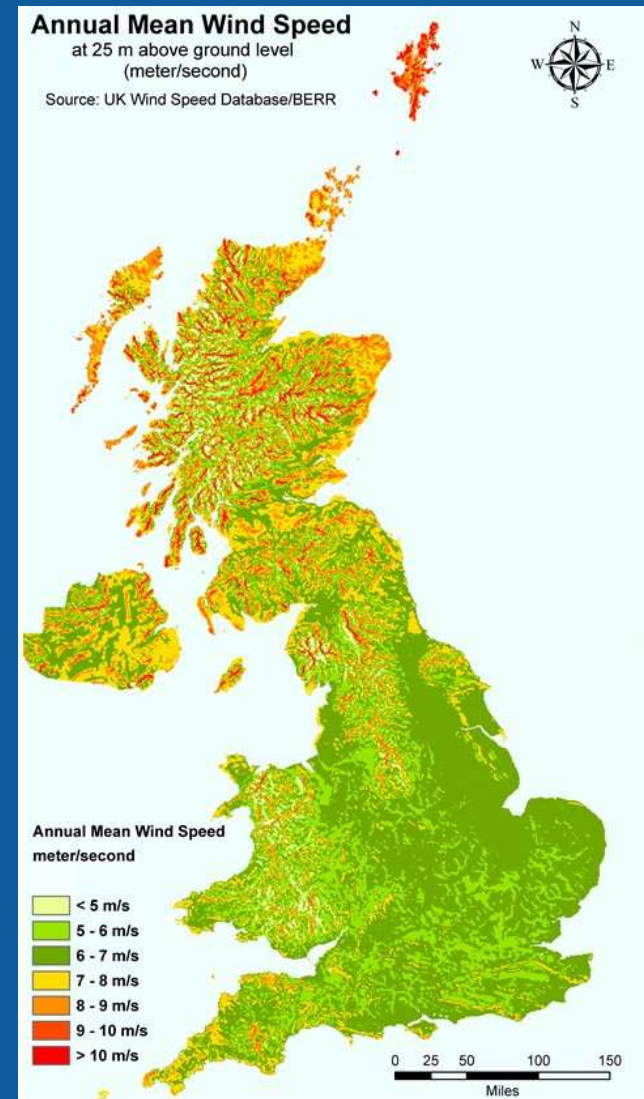 Annual Mean Wind Speed
at 25 m above ground level
(meter/second)
Source: UK Wind Speed Database/BERR
N
W E
S
Annual Mean Wind Speed
meter/second
< 5 m/s
5 - 6 m/s
6 - 7 m/s
7 - 8 m/s
8 - 9 m/s
9 - 10 m/s
> 10 m/s
0 25 50 100 150
Miles